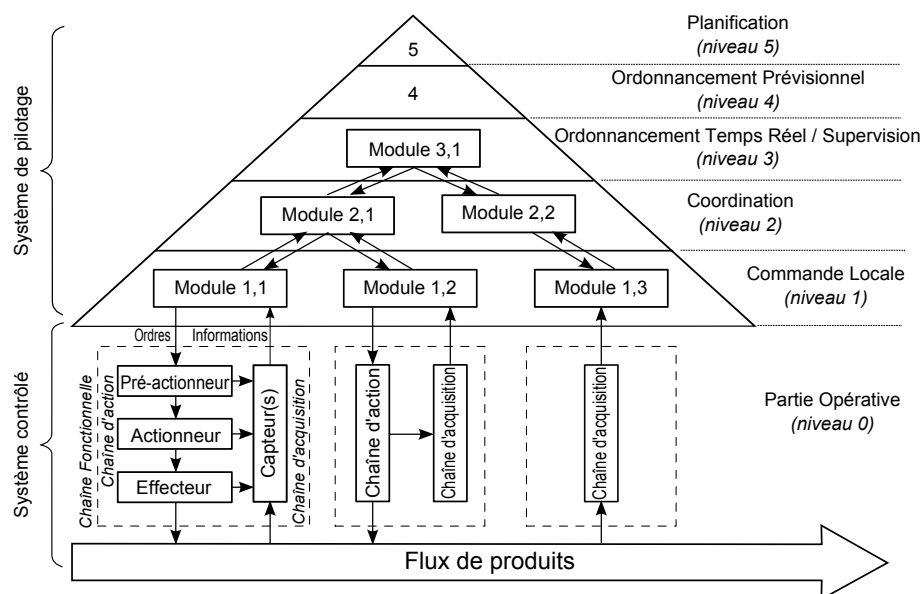 Planification
(niveau 5)
5
Ordonnancement Prévisionnel
(niveau 4)
4
Ordonnancement Temps Réel / Supervision
(niveau 3)
Module 3,1
Système de pilotage
Coordination
(niveau 2)
Module 2,1
Module 2,2
Commande Locale
(niveau 1)
Module 1,1
Module 1,2
Module 1,3
Ordres
Informations
Système contrôlé
Chaîne Fonctionnelle
Chaîne d'action
Pré-actionneur
Actionneur
Effecteur
Capteur(s)
Chaîne d'acquisition
Chaîne d'action
Chaîne d'acquisition
Chaîne d'acquisition
Partie Opérative
(niveau 0)
Flux de produits